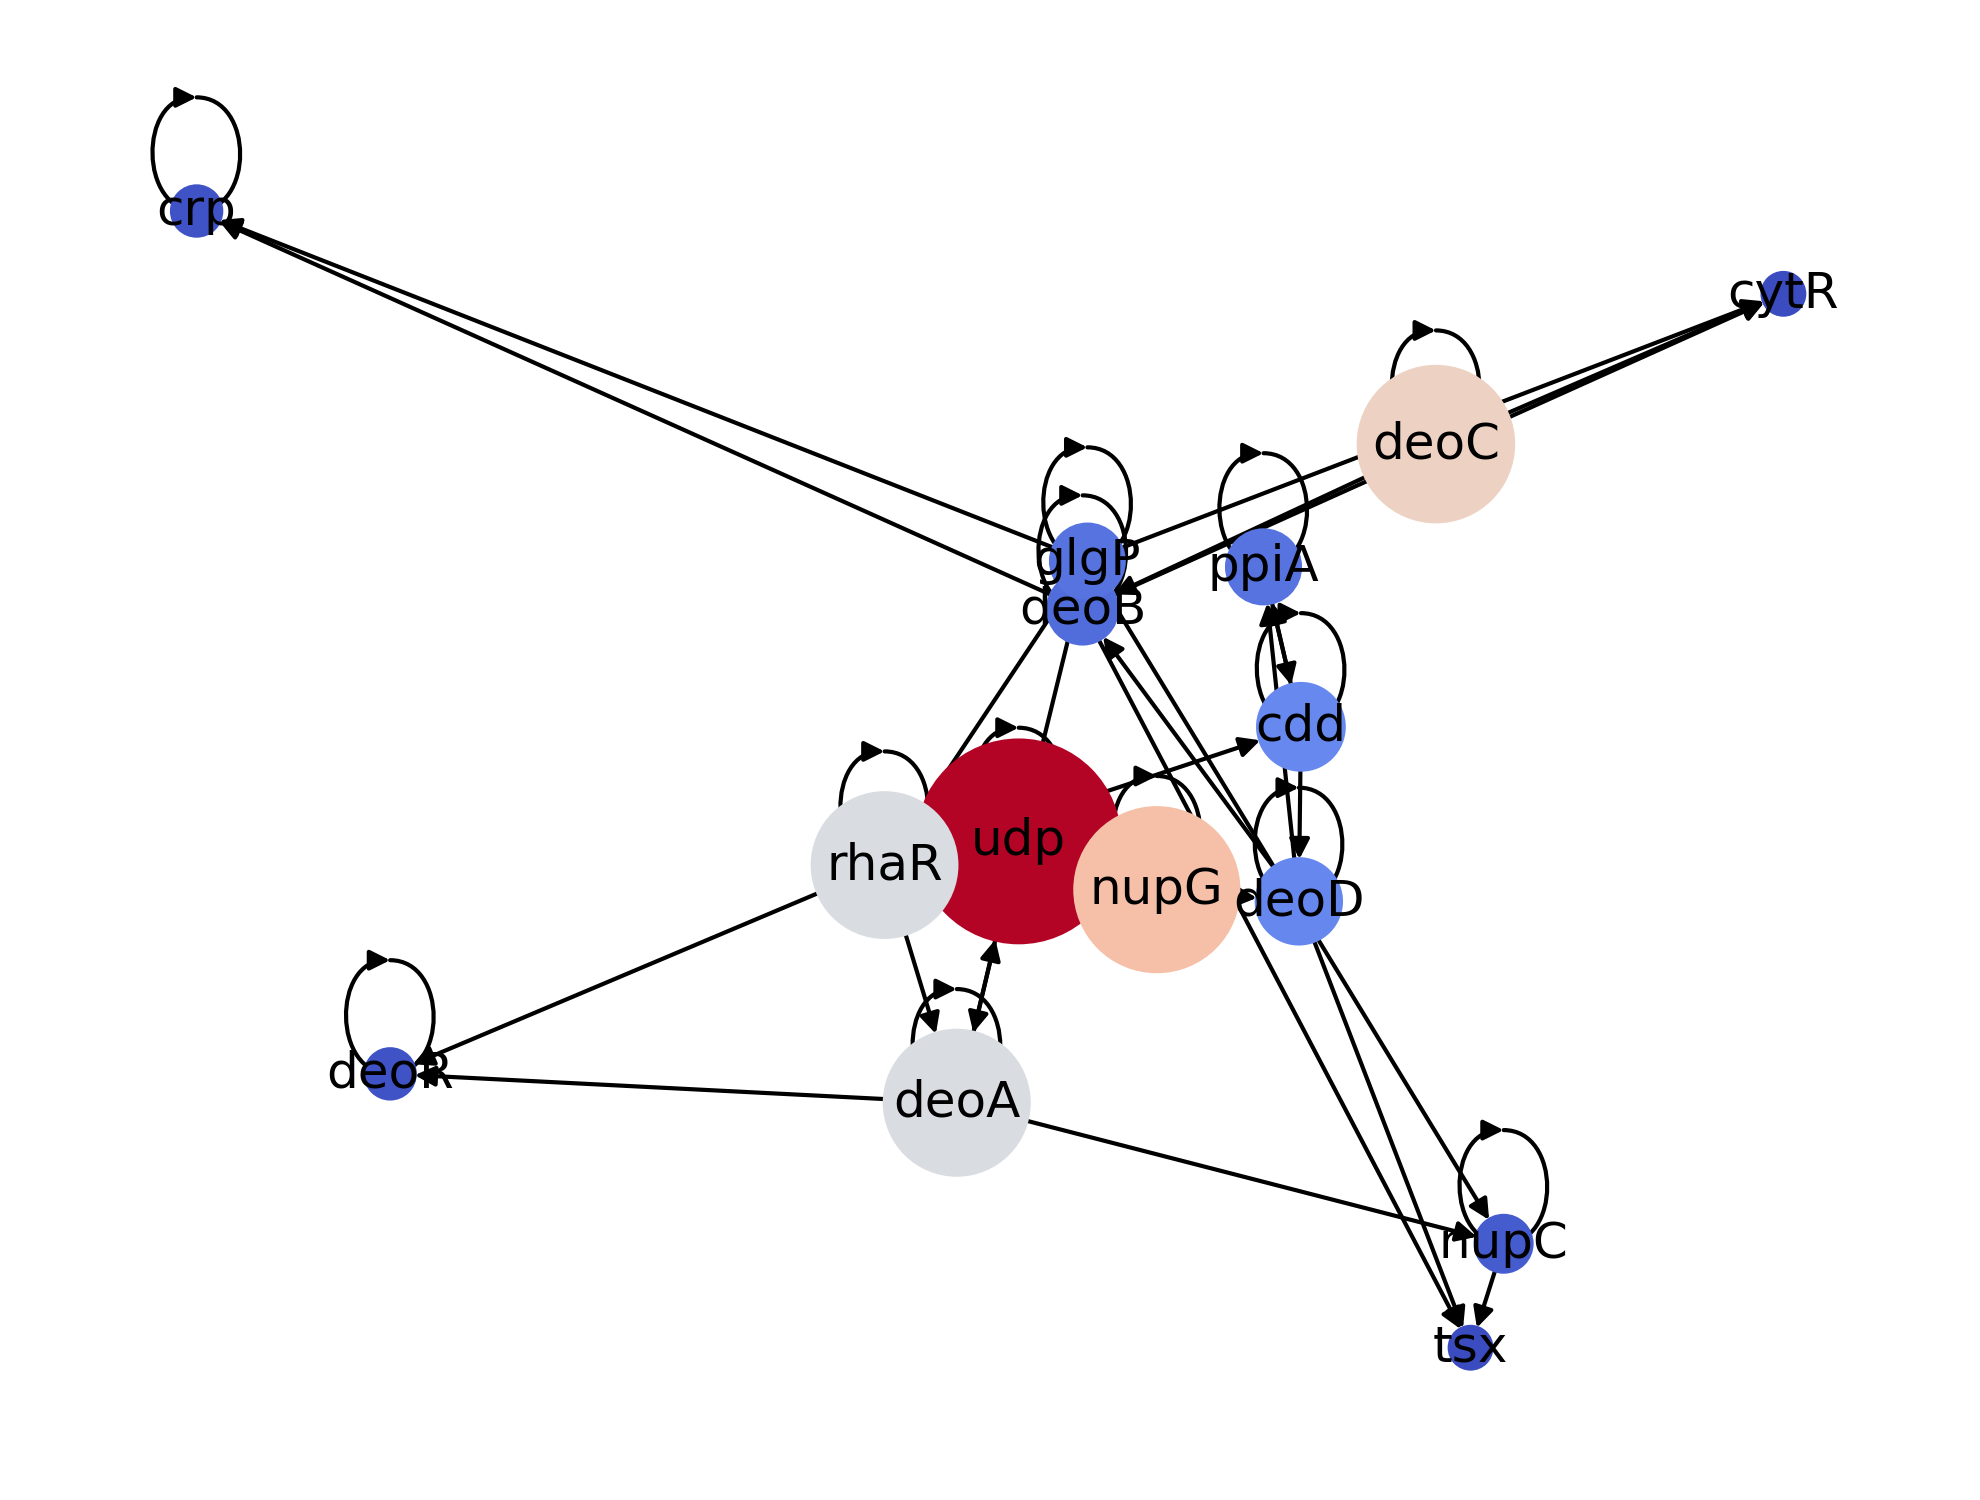 crp
cytR
deoC
glgP
ppiA
deoB
cdd
udp
rhaR
nupG
deoD
deoR
deoA
nupC
tsx